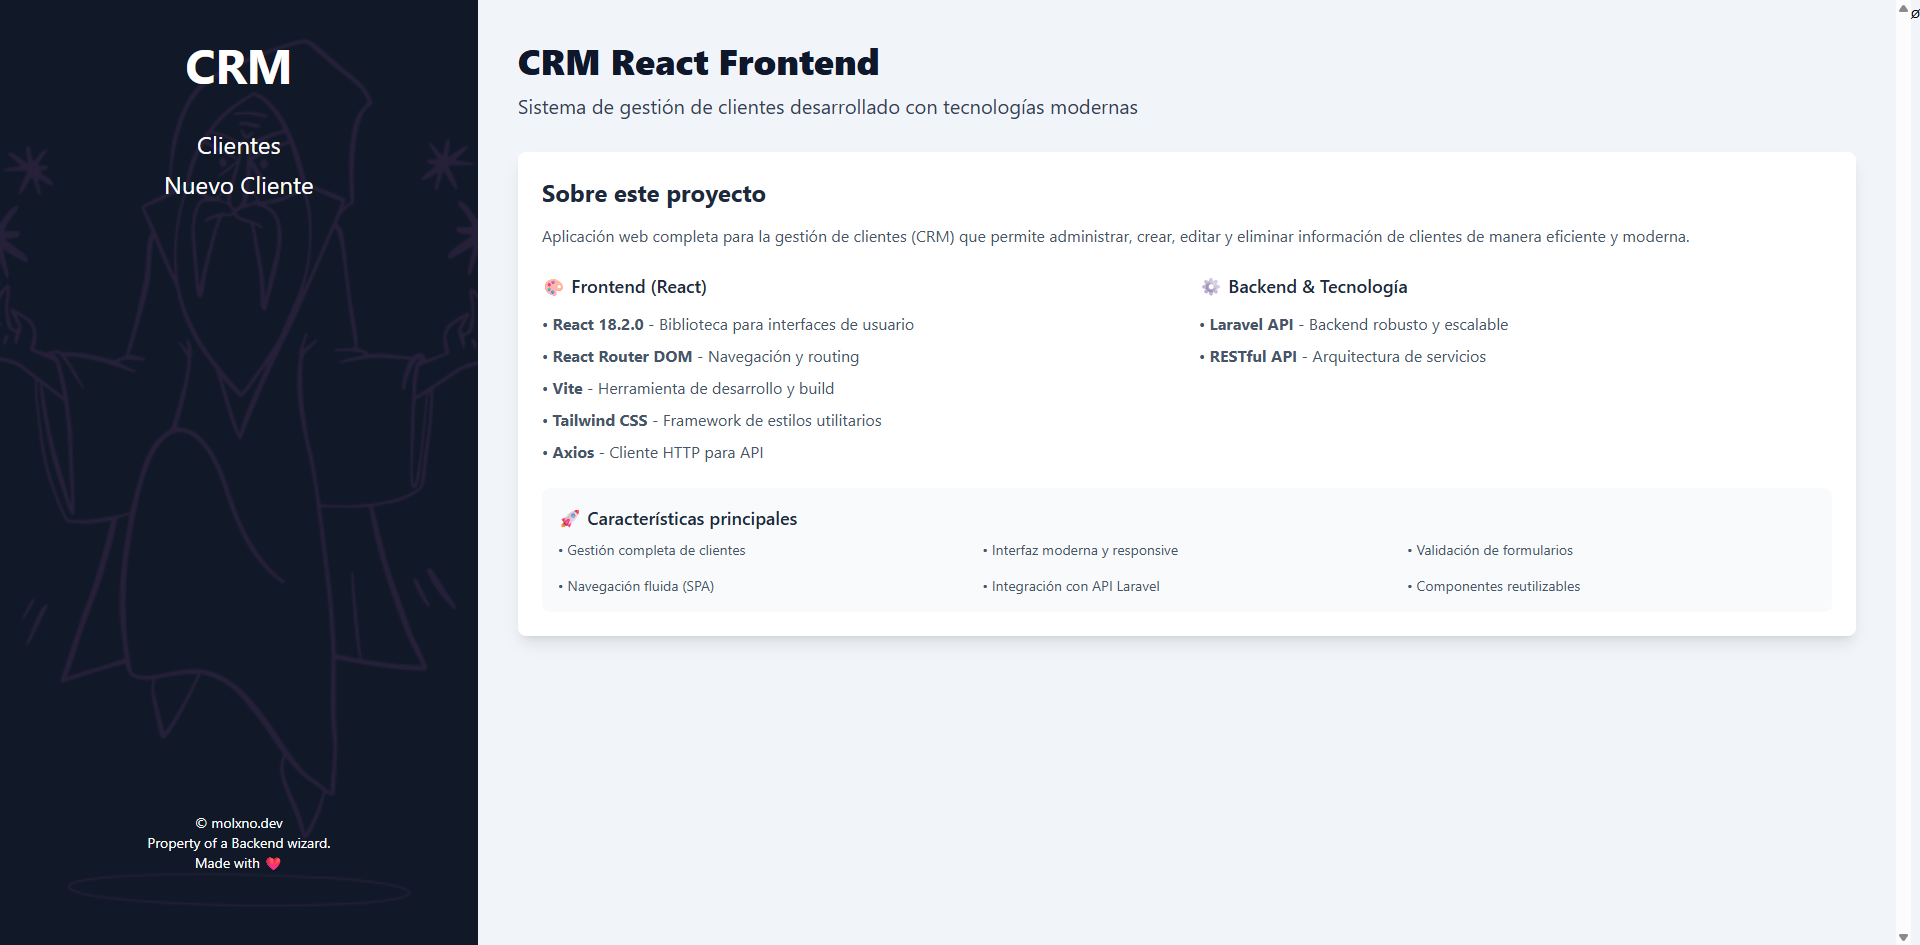 CRM
Clientes
Nuevo Cliente
© molxno.dev
Property of a Backend wizard.
Made with 💖
CRM React Frontend
Sistema de gestión de clientes desarrollado con tecnologías modernas
Sobre este proyecto
Aplicación web completa para la gestión de clientes (CRM) que permite administrar, crear, editar y eliminar información de clientes de manera eficiente y moderna.
🎨 Frontend (React)
• React 18.2.0 - Biblioteca para interfaces de usuario
• React Router DOM - Navegación y routing
• Vite - Herramienta de desarrollo y build
• Tailwind CSS - Framework de estilos utilitarios
• Axios - Cliente HTTP para API
⚙️ Backend & Tecnología
• Laravel API - Backend robusto y escalable
• RESTful API - Arquitectura de servicios
🚀 Características principales
• Gestión completa de clientes
• Interfaz moderna y responsive
• Validación de formularios
• Navegación fluida (SPA)
• Integración con API Laravel
• Componentes reutilizables